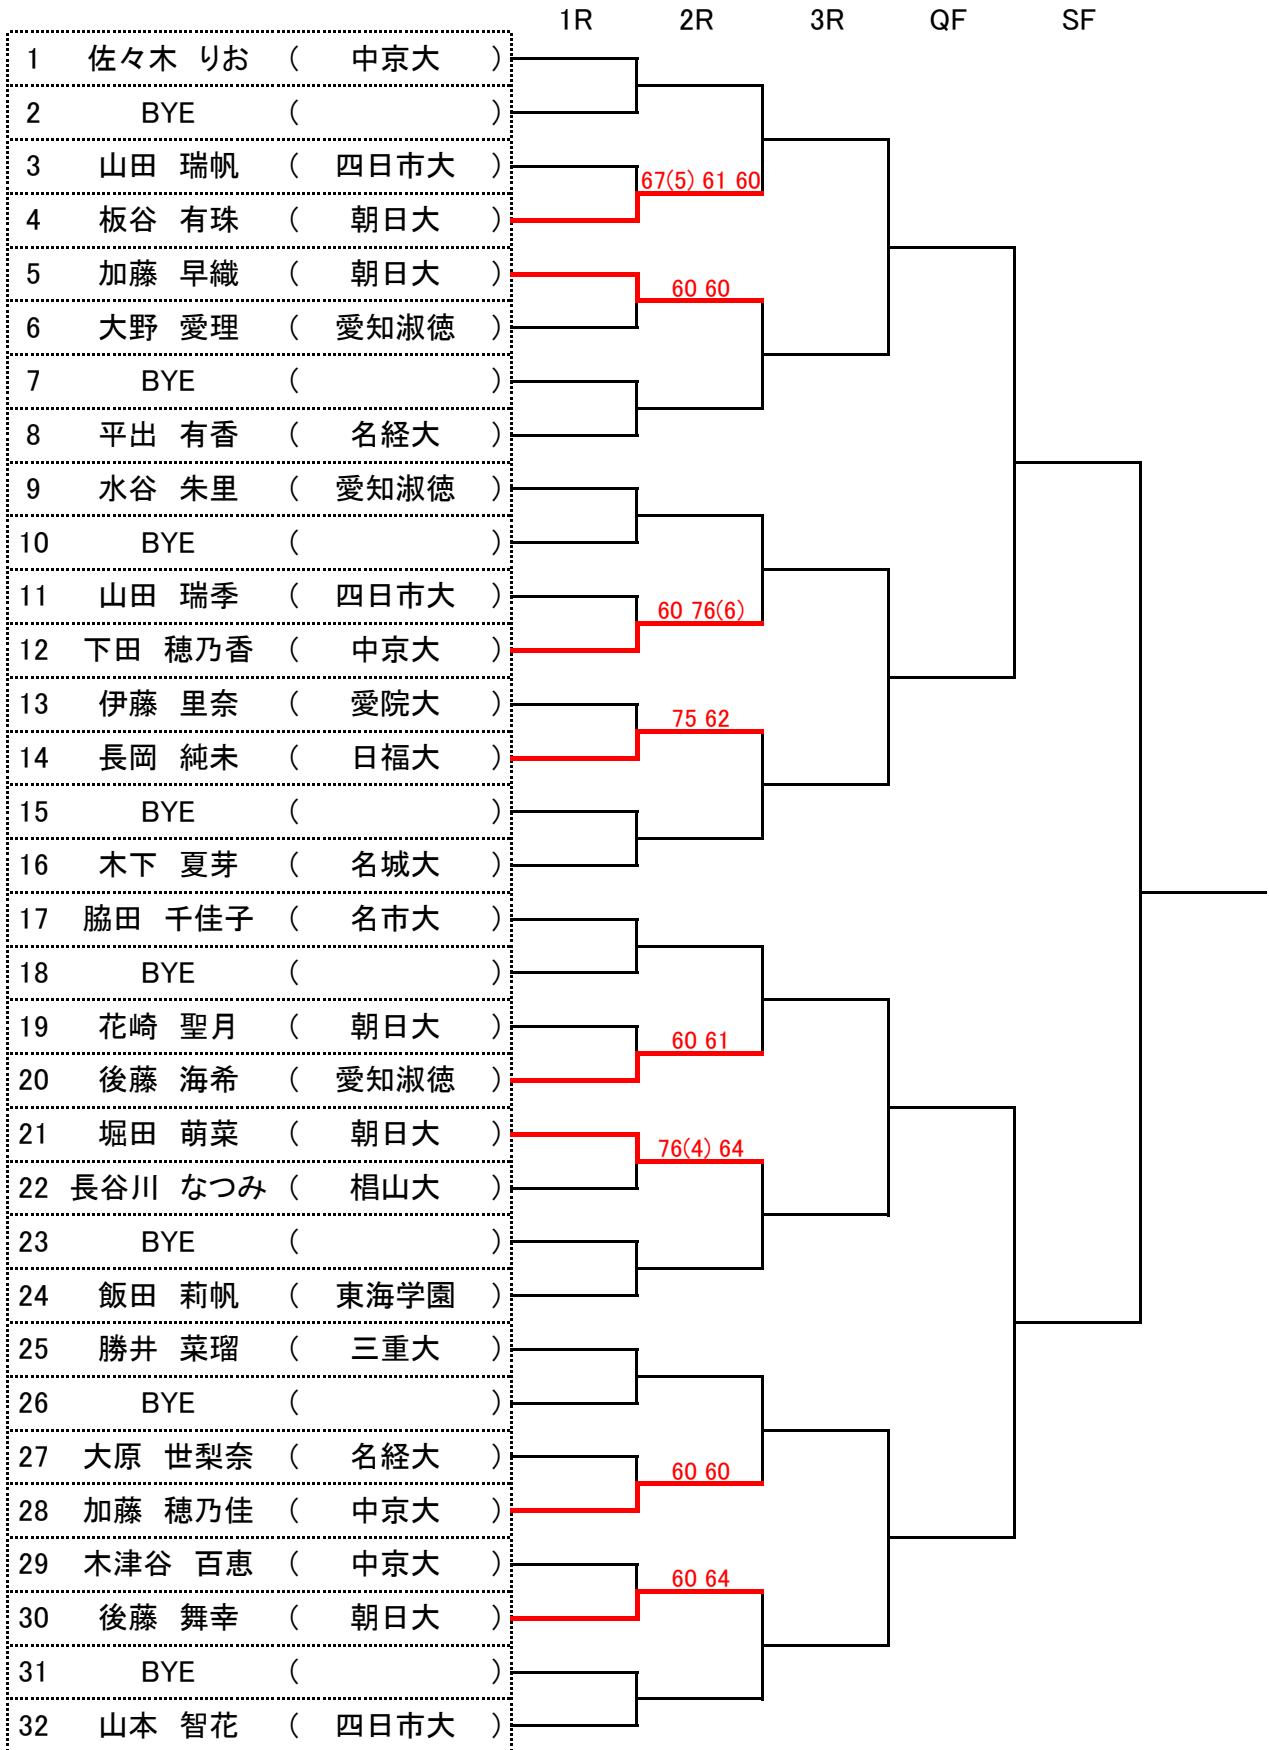 1R 2R 3R QF SF
1 佐々木 りお ( 中京大 )
2 BYE ( )
3 山田 瑞帆 ( 四日市大 )
67(5) 61 60
4 板谷 有珠 ( 朝日大 )
5 加藤 早織 ( 朝日大 )
60 60
6 大野 愛理 ( 愛知淑徳 )
7 BYE ( )
8 平出 有香 ( 名経大 )
9 水谷 朱里 ( 愛知淑徳 )
10 BYE ( )
11 山田 瑞季 ( 四日市大 )
60 76(6)
12 下田 穂乃香 ( 中京大 )
13 伊藤 里奈 ( 愛院大 )
75 62
14 長岡 純未 ( 日福大 )
15 BYE ( )
16 木下 夏芽 ( 名城大 )
17 脇田 千佳子 ( 名市大 )
18 BYE ( )
19 花崎 聖月 ( 朝日大 )
60 61
20 後藤 海希 ( 愛知淑徳 )
21 堀田 萌菜 ( 朝日大 )
76(4) 64
22 長谷川 なつみ ( 椙山大 )
23 BYE ( )
24 飯田 莉帆 ( 東海学園 )
25 勝井 菜瑠 ( 三重大 )
26 BYE ( )
27 大原 世梨奈 ( 名経大 )
60 60
28 加藤 穂乃佳 ( 中京大 )
29 木津谷 百恵 ( 中京大 )
60 64
30 後藤 舞幸 ( 朝日大 )
31 BYE ( )
32 山本 智花 ( 四日市大 )